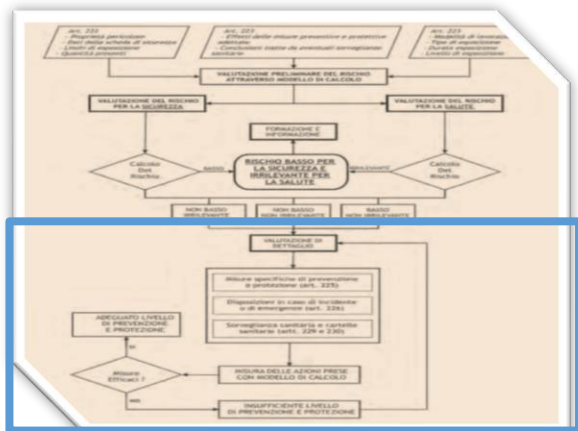 Art. 223
- Proprietà pericolose
- Dati della scheda di sicurezza
- Limiti di esposizione
- Quantità presenti
Art. 223
- Effetti delle misure preventive e protettive
adottate
- Conclusioni tratte da eventuali sorveglianze
sanitarie
Art. 223
- Tipo di esposizione
Durata esposizione
Livello di esposizione
VALUTAZIONE PRELIMINARE DEL RISCHIO
ATTRAVERSO MODELLO DI CALCOLO
VALUTAZIONE DEL RISCHIO
PER LA SICUREZZA
VALUTAZIONE DEL RISCHIO
PER LA SALUTE
FORMAZIONE E
INFORMAZIONE
Calcolo
Del
Rischio
BASSO
RISCHIO BASSO PER
LA SICUREZZA E
IRRILEVANTE PER
LA SALUTE
IRRILEVANTE
Calcolo
Del
Rischio
NON BASSO
IRRILEVANTE
NON BASSO
NON IRRILEVANTE
BASSO
NON IRRILEVANTE
VALUTAZIONE DI
DETTAGLIO
Misure specifiche di prevenzione
e protezione (art. 225)
Disposizioni in caso di incidente
o di emergenze (art. 226)
Sorveglianza sanitaria e cartelle
sanitarie (artt. 229 e 230)
ADEGUATO LIVELLO
DI PREVENZIONE
E PROTEZIONE
SI
Misure
Efficaci ?
MISURA DELLE AZIONI PRESE
CON MODELLO DI CALCOLO
NO
INSUFFICIENTE LIVELLO
DI PREVENZIONE E PROTEZIONE